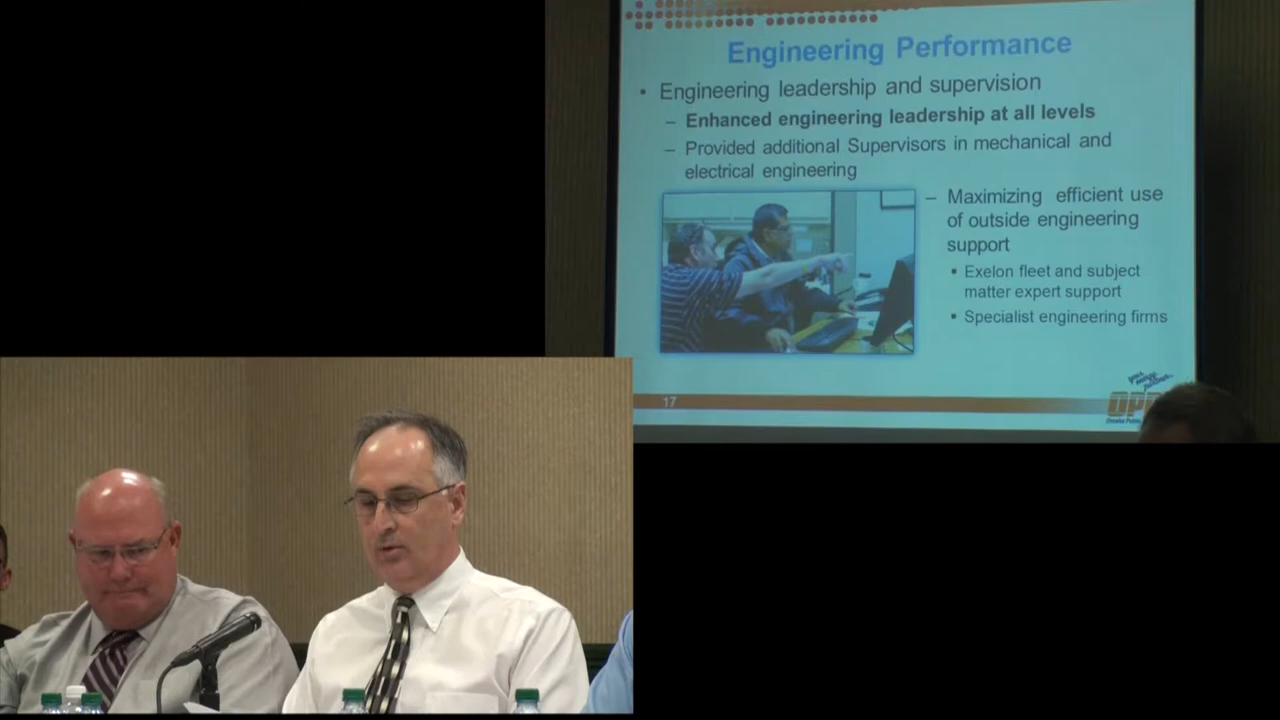 Engineering Performance
• Engineering leadership and supervision
– Enhanced engineering leadership at all levels
– Provided additional Supervisors in mechanical and
electrical engineering
– Maximizing efficient use
of outside engineering
support
▪ Exelon fleet and subject
matter expert support
▪ Specialist engineering firms
17